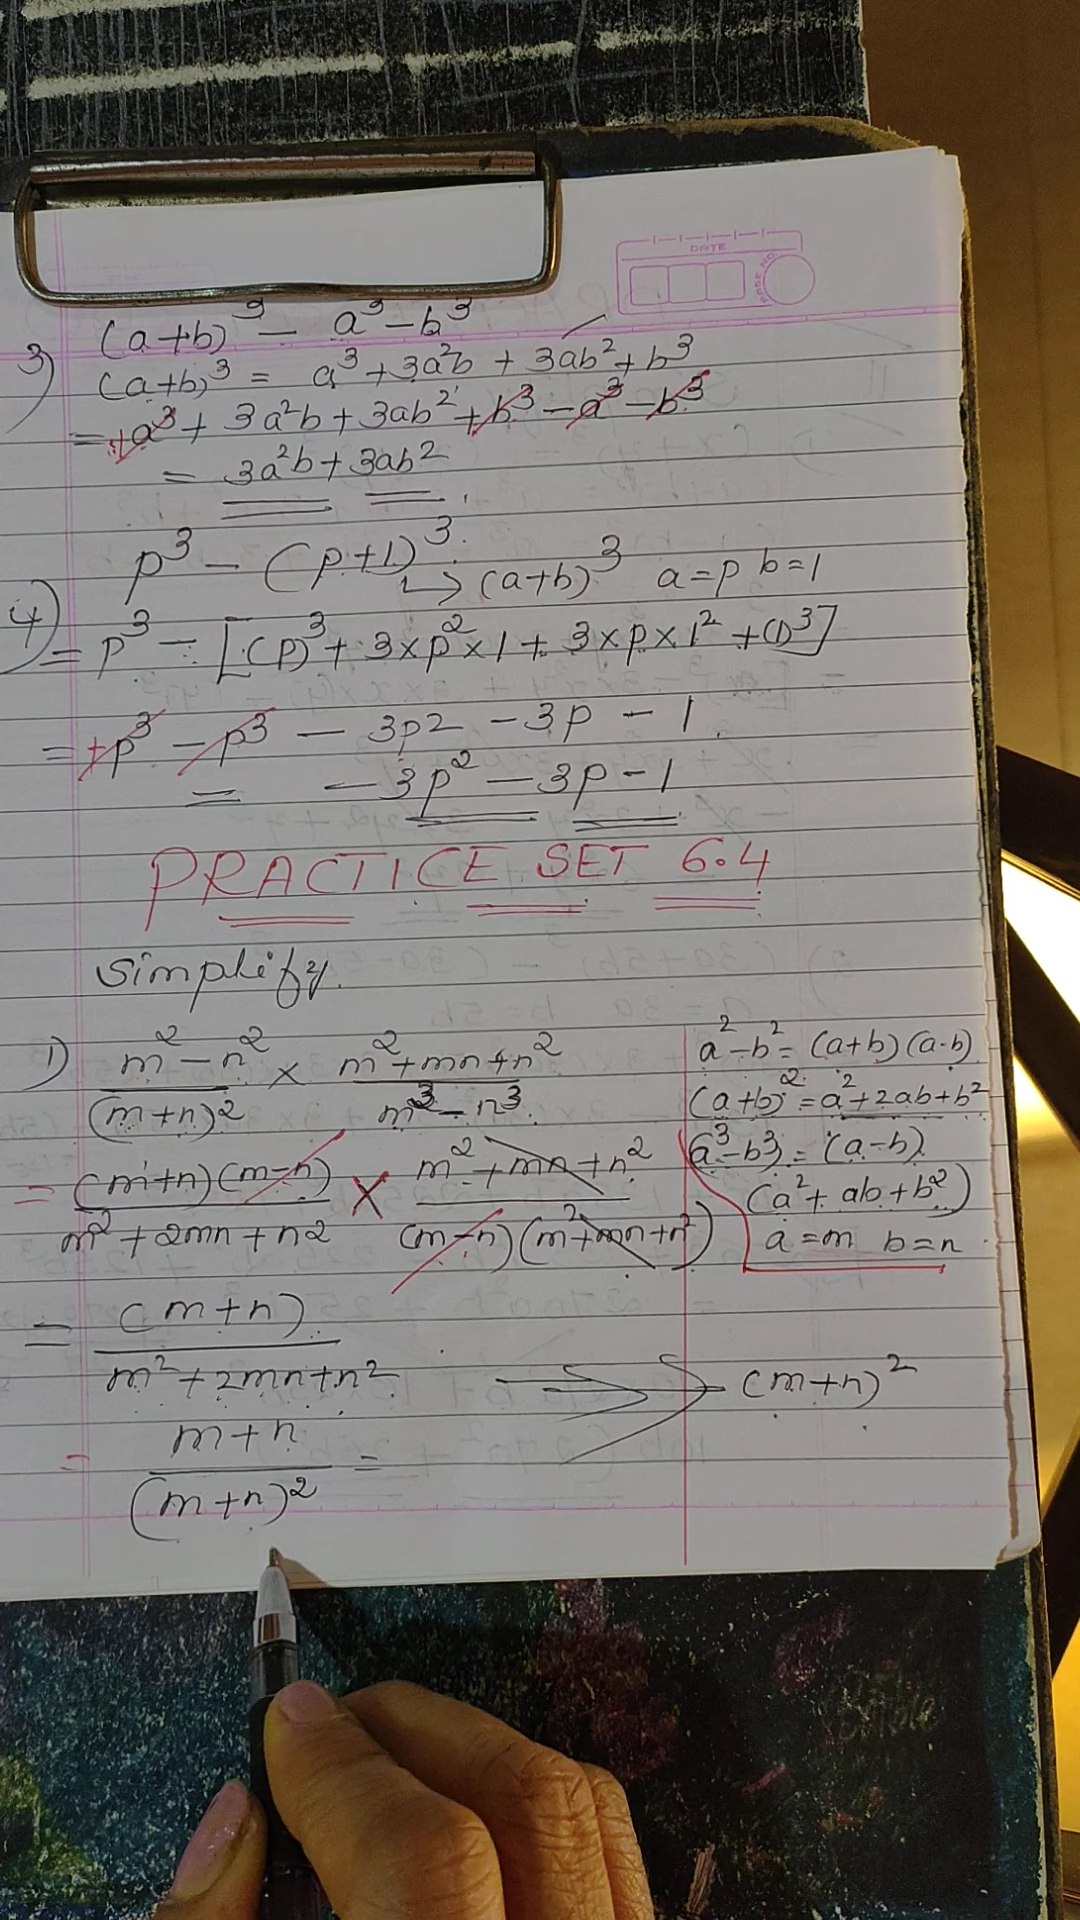 DATE
PAGE NO.
3) (a+b)³ - a³ - b³
(a+b)³ = a³ + 3a²b + 3ab² + b³
= +a³ + 3a²b + 3ab² + b³ - a³ - b³
= 3a²b + 3ab²
4) p³ - (p+1)³.
↳ (a+b)³ a=p b=1
= p³ - [(p)³ + 3×p²×1 + 3×p×1² + (1)³]
= +p³ - p³ - 3p2 - 3p - 1
= - 3p² - 3p - 1
PRACTICE SET 6.4
Simplify.
1) m² - n² / (m+n)² × m² + mn + n² / m³ - n³.
= (m+n)(m-n) / m² + 2mn + n2 × m² + mn + n² / (m-n)(m² + mn + n²)
= (m+n) / m² + 2mn + n²
= m+n / (m+n)² =
a² - b² = (a+b)(a-b)
(a+b)² = a² + 2ab + b²
a³ - b³ = (a-b)
(a² + ab + b²)
a=m b=n
(m+n)²